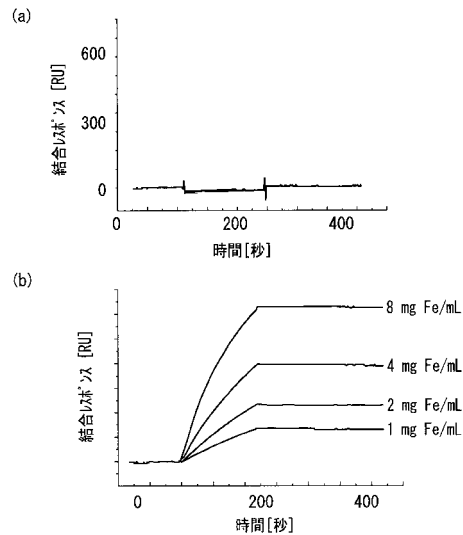 (a)
結合レスポンス [RU]
600
300
0
0
200
400
時間[秒]
(b)
結合レスポンス [RU]
8 mg Fe/mL
4 mg Fe/mL
2 mg Fe/mL
1 mg Fe/mL
0
200
400
時間[秒]